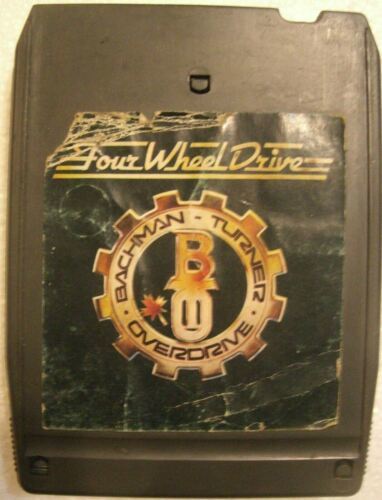 Four Wheel Drive
BACHMAN - TURNER
B
· OVERDRIVE ·